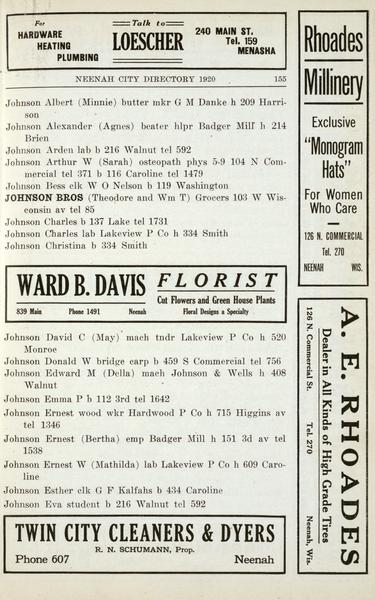 For
HARDWARE
HEATING
PLUMBING
Talk to
LOESCHER
240 MAIN ST.
Tel. 159
MENASHA
NEENAH CITY DIRECTORY 1920 155
Johnson Albert (Minnie) butter mkr G M Danke h 209 Harri-
son
Johnson Alexander (Agnes) beater hlpr Badger Mill h 214
Brien
Johnson Arden lab b 216 Walnut tel 592
Johnson Arthur W (Sarah) osteopath phys 5-9 104 N Com-
mercial tel 371 b 116 Caroline tel 1479
Johnson Bess clk W O Nelson b 119 Washington
JOHNSON BROS (Theodore and Wm T) Grocers 103 W Wis-
consin av tel 85
Johnson Charles b 137 Lake tel 1731
Johnson Charles lab Lakeview P Co h 334 Smith
Johnson Christina b 334 Smith
WARD B. DAVIS FLORIST
Cut Flowers and Green House Plants
839 Main Phone 1491 Neenah Floral Designs a Specialty
Johnson David C (May) mach tndr Lakeview P Co h 520
Monroe
Johnson Donald W bridge carp b 459 S Commercial tel 756
Johnson Edward M (Della) mach Johnson & Wells h 408
Walnut
Johnson Emma P b 112 3rd tel 1642
Johnson Ernest wood wkr Hardwood P Co h 715 Higgins av
tel 1346
Johnson Ernest (Bertha) emp Badger Mill h 151 3d av tel
1538
Johnson Ernest W (Mathilda) lab Lakeview P Co h 609 Caro-
line
Johnson Esther clk G F Kalfahs b 434 Caroline
Johnson Eva student b 216 Walnut tel 592
TWIN CITY CLEANERS & DYERS
R. N. SCHUMANN, Prop.
Phone 607 Neenah
Rhoades
Millinery
Exclusive
"Monogram
Hats"
For Women
Who Care
126 N. COMMERCIAL
Tel. 270
NEENAH WIS.
A. E. RHOADES
Dealer in All Kinds of High Grade Tires
126 N. Commercial St. Tel. 270 Neenah, Wis.